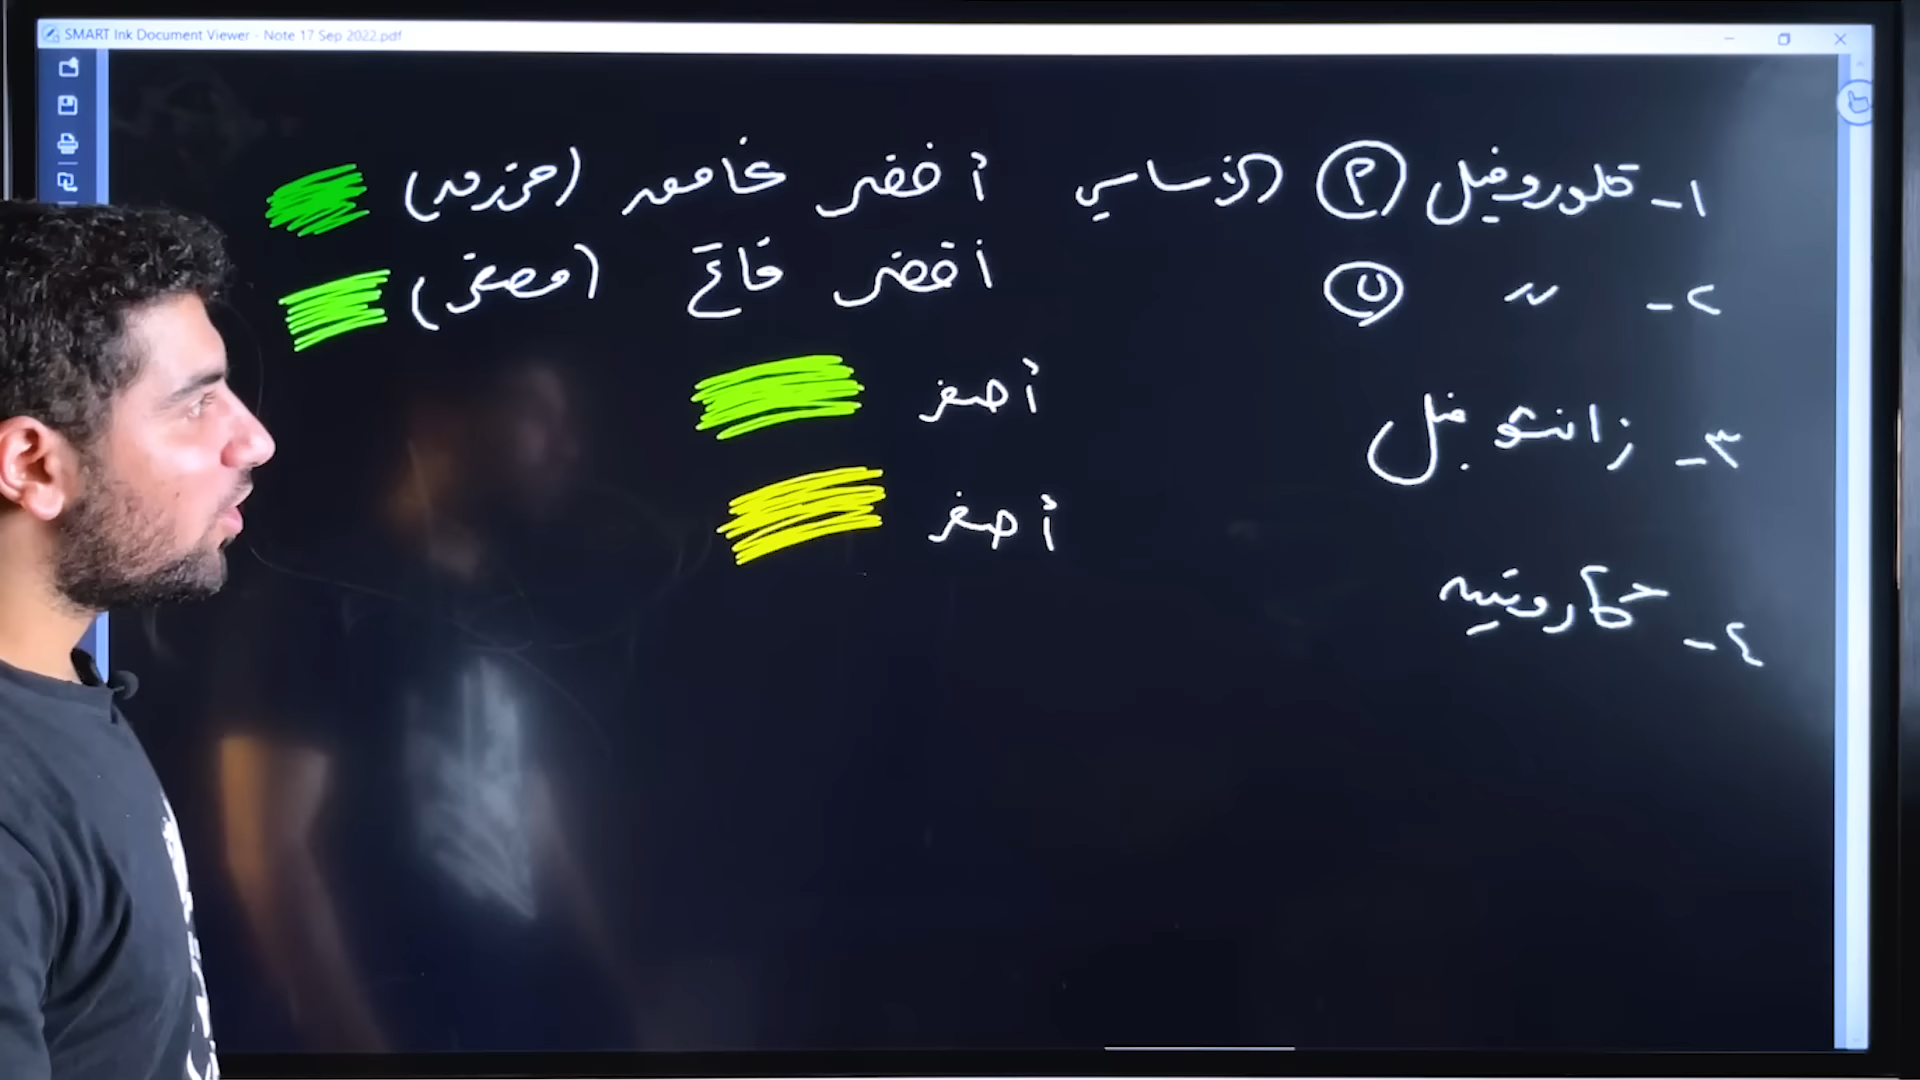 SMART Ink Document Viewer - Note 17 Sep 2022.pdf
١- كلوروفيل (أ) الأساسي أخضر غامق (مزرق)
٢- " (ب) أخضر فاتح (مصفر)
٣- زانثوفيل أصفر
٤- كاروتين أصفر